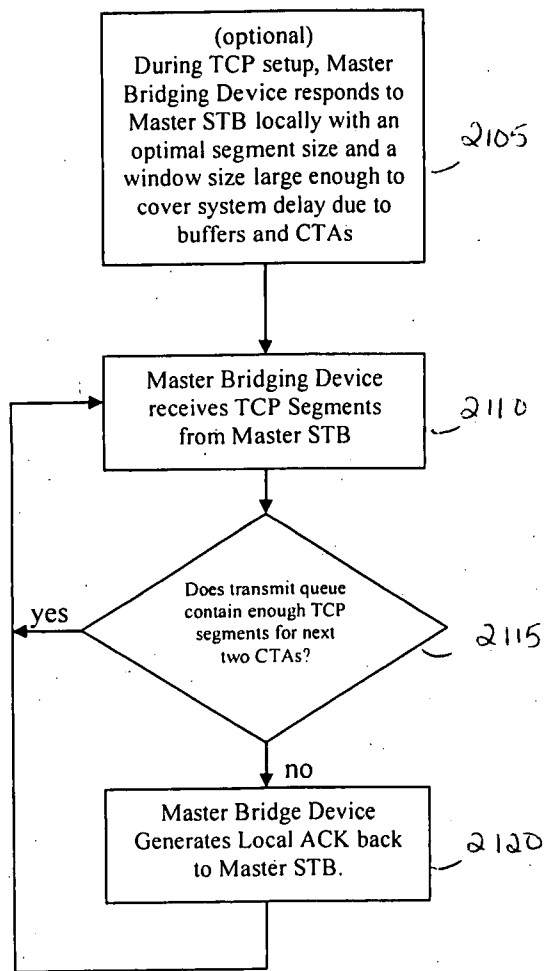 (optional)
During TCP setup, Master
Bridging Device responds to
Master STB locally with an
optimal segment size and a
window size large enough to
cover system delay due to
buffers and CTAs
2105
Master Bridging Device
receives TCP Segments
from Master STB
2110
Does transmit queue
contain enough TCP
segments for next
two CTAs?
yes
2115
no
Master Bridge Device
Generates Local ACK back
to Master STB.
2120